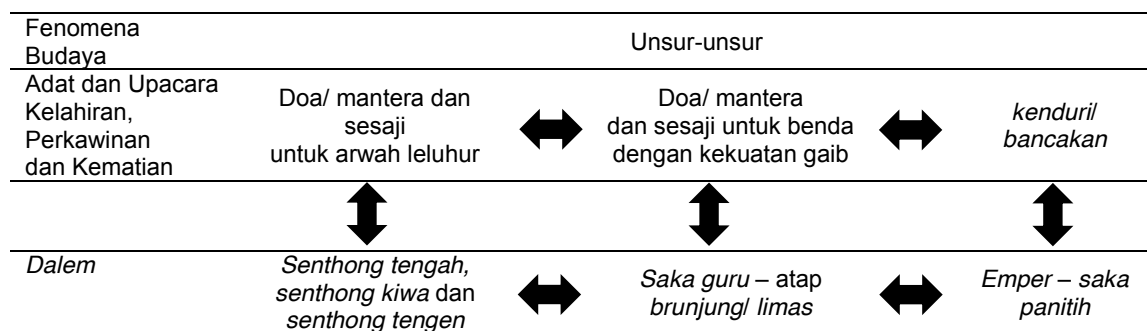 Fenomena
Budaya
Unsur-unsur
Adat dan Upacara
Kelahiran,
Perkawinan
dan Kematian
Doa/ mantera dan
sesaji
untuk arwah leluhur
Doa/ mantera
dan sesaji untuk benda
dengan kekuatan gaib
kenduri/
bancakan
Dalem
Senthong tengah,
senthong kiwa dan
senthong tengen
Saka guru – atap
brunjung/ limas
Emper – saka
panitih